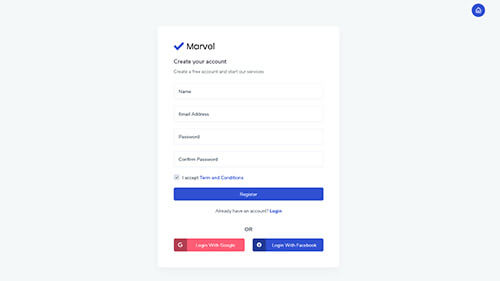 Marvel
Create your account
Create a free account and start our services
Name
Email Address
Password
Confirm Password
I accept Term and Conditions
Register
Already have an account? Login
OR
G Login With Google
Login With Facebook